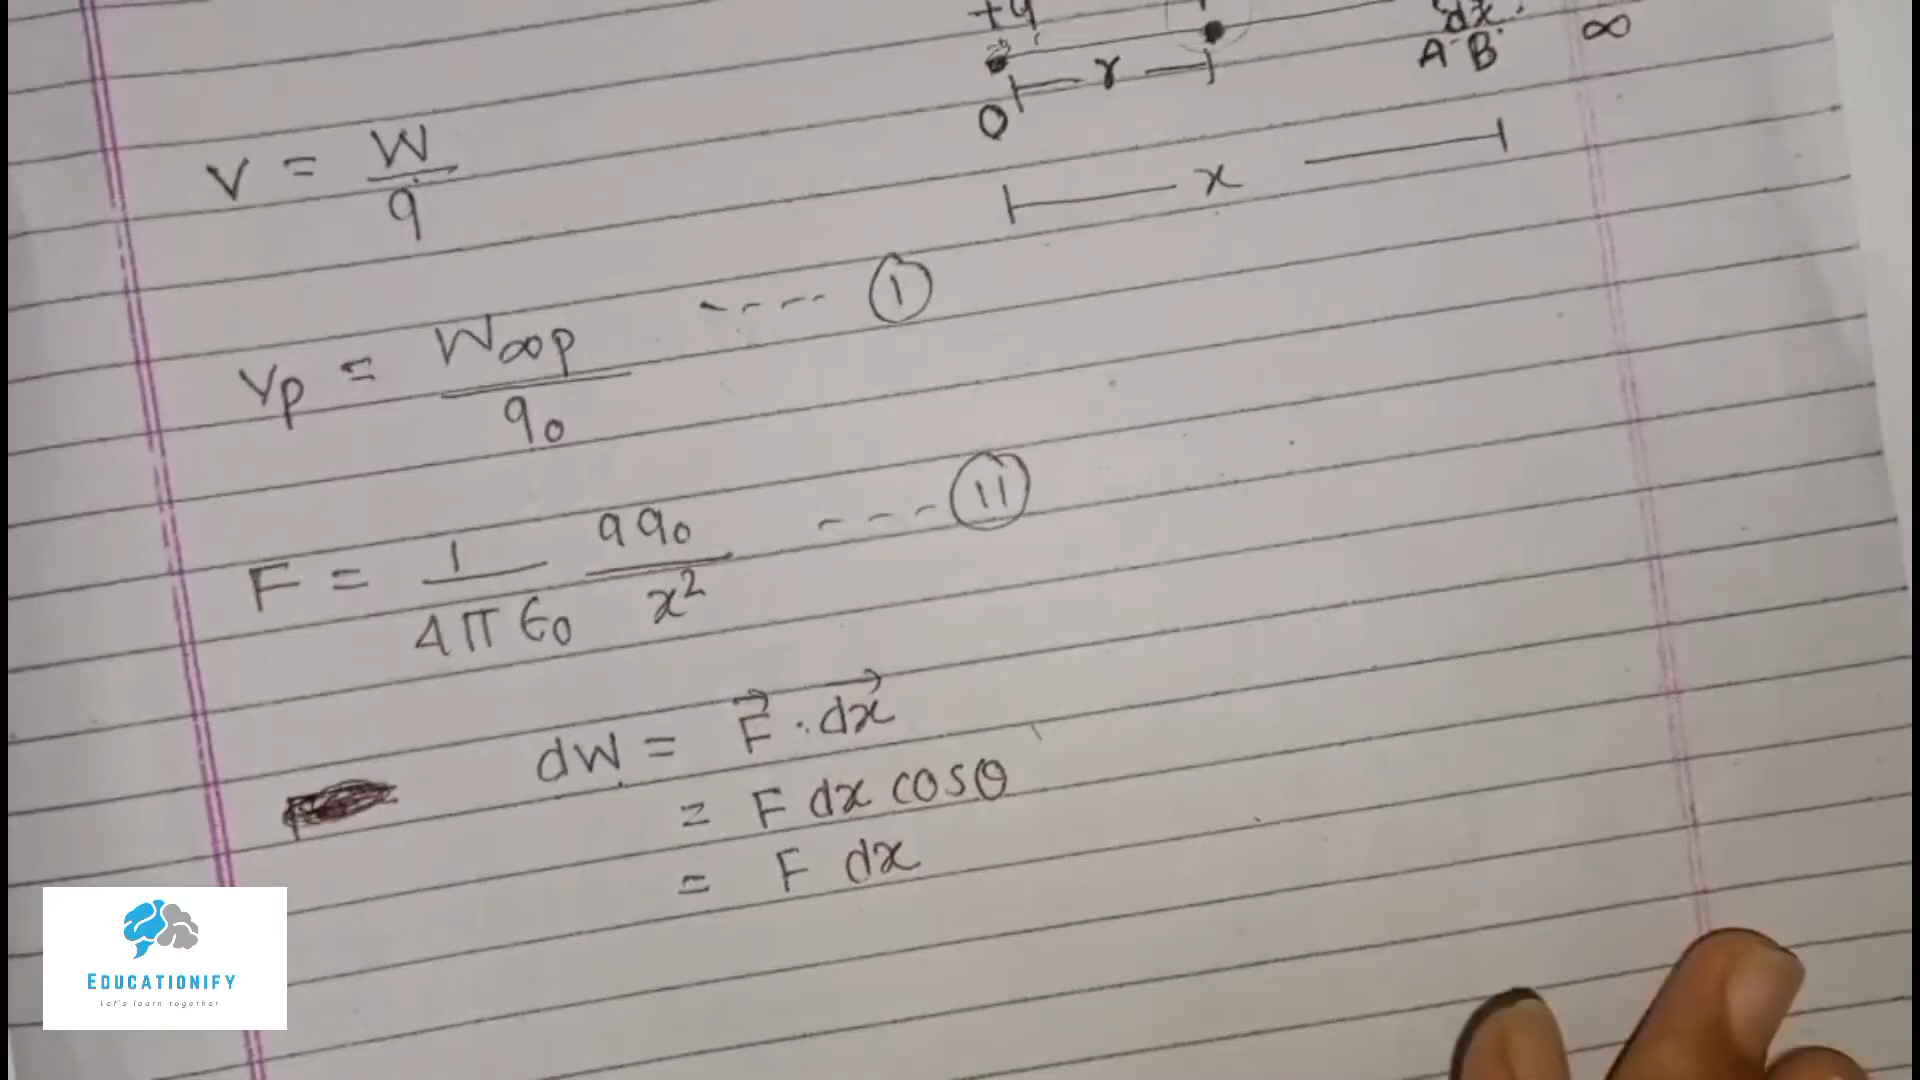 +q
dx
A B
∞
r
O
x
V = W/q
Vp = W∞p/q0 ---- (I)
F = 1/4πϵ0 qq0/x² ---- (II)
dW = F⃗ · dx⃗
= F dx cosθ
= F dx
EDUCATIONIFY
Let's learn together